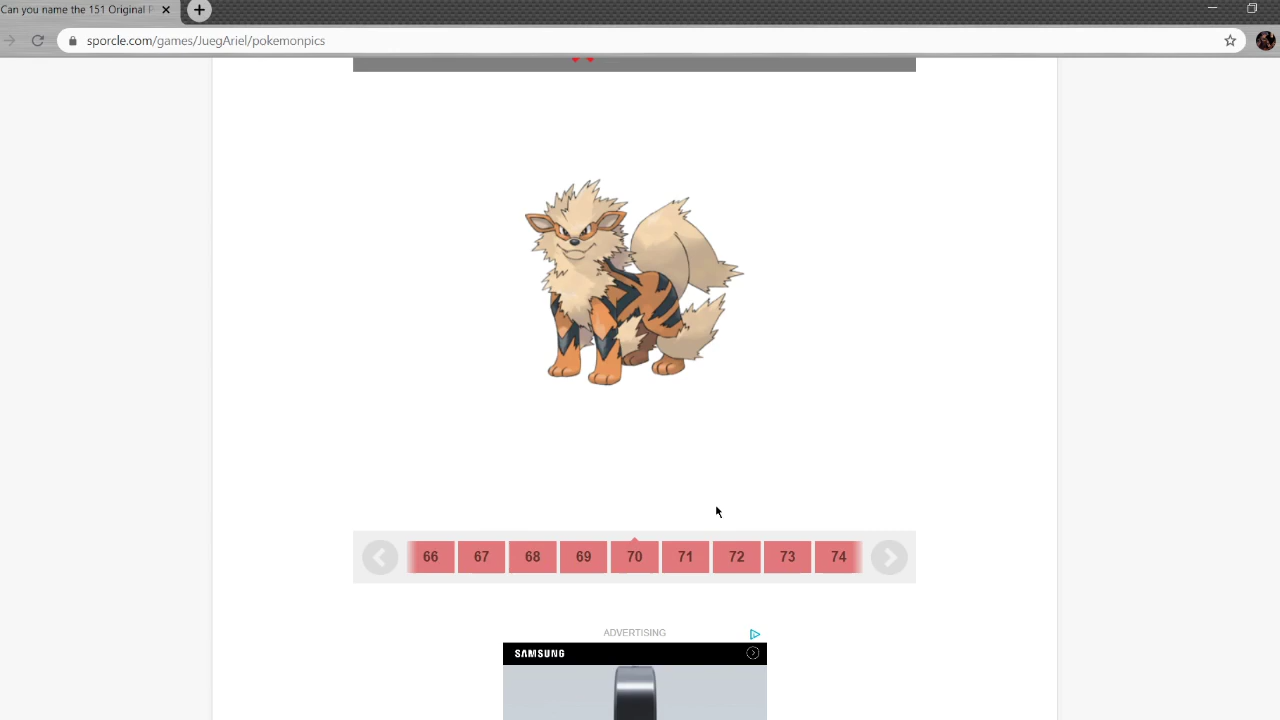 Can you name the 151 Original P
sporcle.com/games/JuegAriel/pokemonpics
66 67 68 69 70 71 72 73 74
ADVERTISING
SAMSUNG